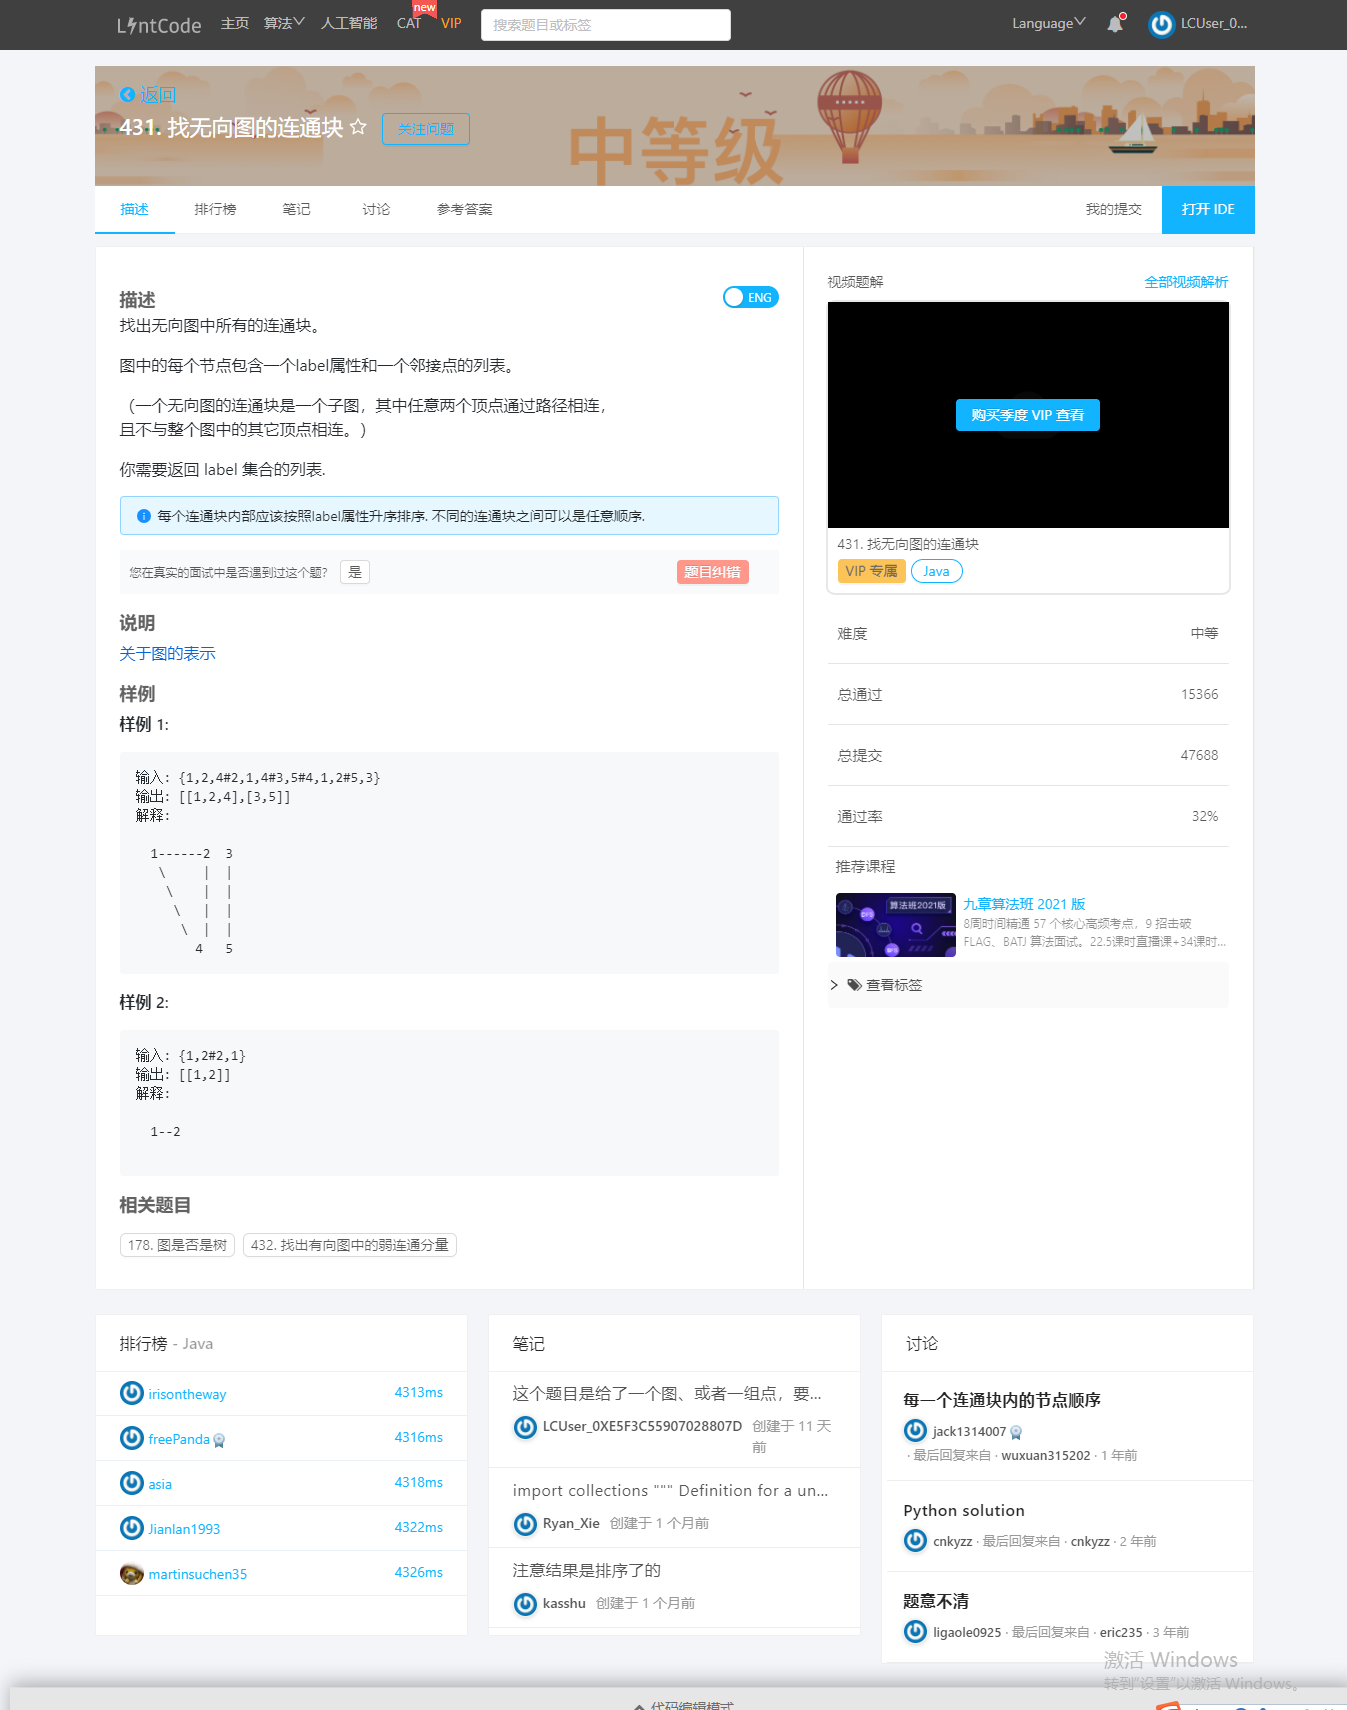 LintCode 主页 算法 人工智能 CAT new VIP 搜索题目或标签 Language LCUser_0...
返回
431. 找无向图的连通块 关注问题
中等级
描述 排行榜 笔记 讨论 参考答案 我的提交 打开 IDE
描述 ENG
找出无向图中所有的连通块。
图中的每个节点包含一个label属性和一个邻接点的列表。
（一个无向图的连通块是一个子图，其中任意两个顶点通过路径相连，
且不与整个图中的其它顶点相连。）
你需要返回 label 集合的列表.
每个连通块内部应该按照label属性升序排序. 不同的连通块之间可以是任意顺序.
您在真实的面试中是否遇到过这个题? 是 题目纠错
说明
关于图的表示
样例
样例 1:
输入: {1,2,4#2,1,4#3,5#4,1,2#5,3}
输出: [[1,2,4],[3,5]]
解释:
1------2  3
\     |  |
\    |  |
\   |  |
\  |  |
4   5
样例 2:
输入: {1,2#2,1}
输出: [[1,2]]
解释:
1--2
相关题目
178. 图是否是树 432. 找出有向图中的弱连通分量
视频题解 全部视频解析
购买季度 VIP 查看
431. 找无向图的连通块
VIP 专属 Java
难度 中等
总通过 15366
总提交 47688
通过率 32%
推荐课程
算法班2021版
九章算法班 2021 版
8周时间精通 57 个核心高频考点，9 招击破
FLAG、BATJ 算法面试。22.5课时直播课+34课时...
查看标签
排行榜 - Java
irisontheway 4313ms
freePanda 4316ms
asia 4318ms
Jianlan1993 4322ms
martinsuchen35 4326ms
笔记
这个题目是给了一个图、或者一组点，要...
LCUser_0XE5F3C55907028807D 创建于 11 天
前
import collections """ Definition for a un...
Ryan_Xie 创建于 1 个月前
注意结果是排序了的
kasshu 创建于 1 个月前
讨论
每一个连通块内的节点顺序
jack1314007
· 最后回复来自 · wuxuan315202 · 1 年前
Python solution
cnkyzz · 最后回复来自 · cnkyzz · 2 年前
题意不清
ligaole0925 · 最后回复来自 · eric235 · 3 年前
激活 Windows
转到"设置"以激活 Windows。
代码编辑模式